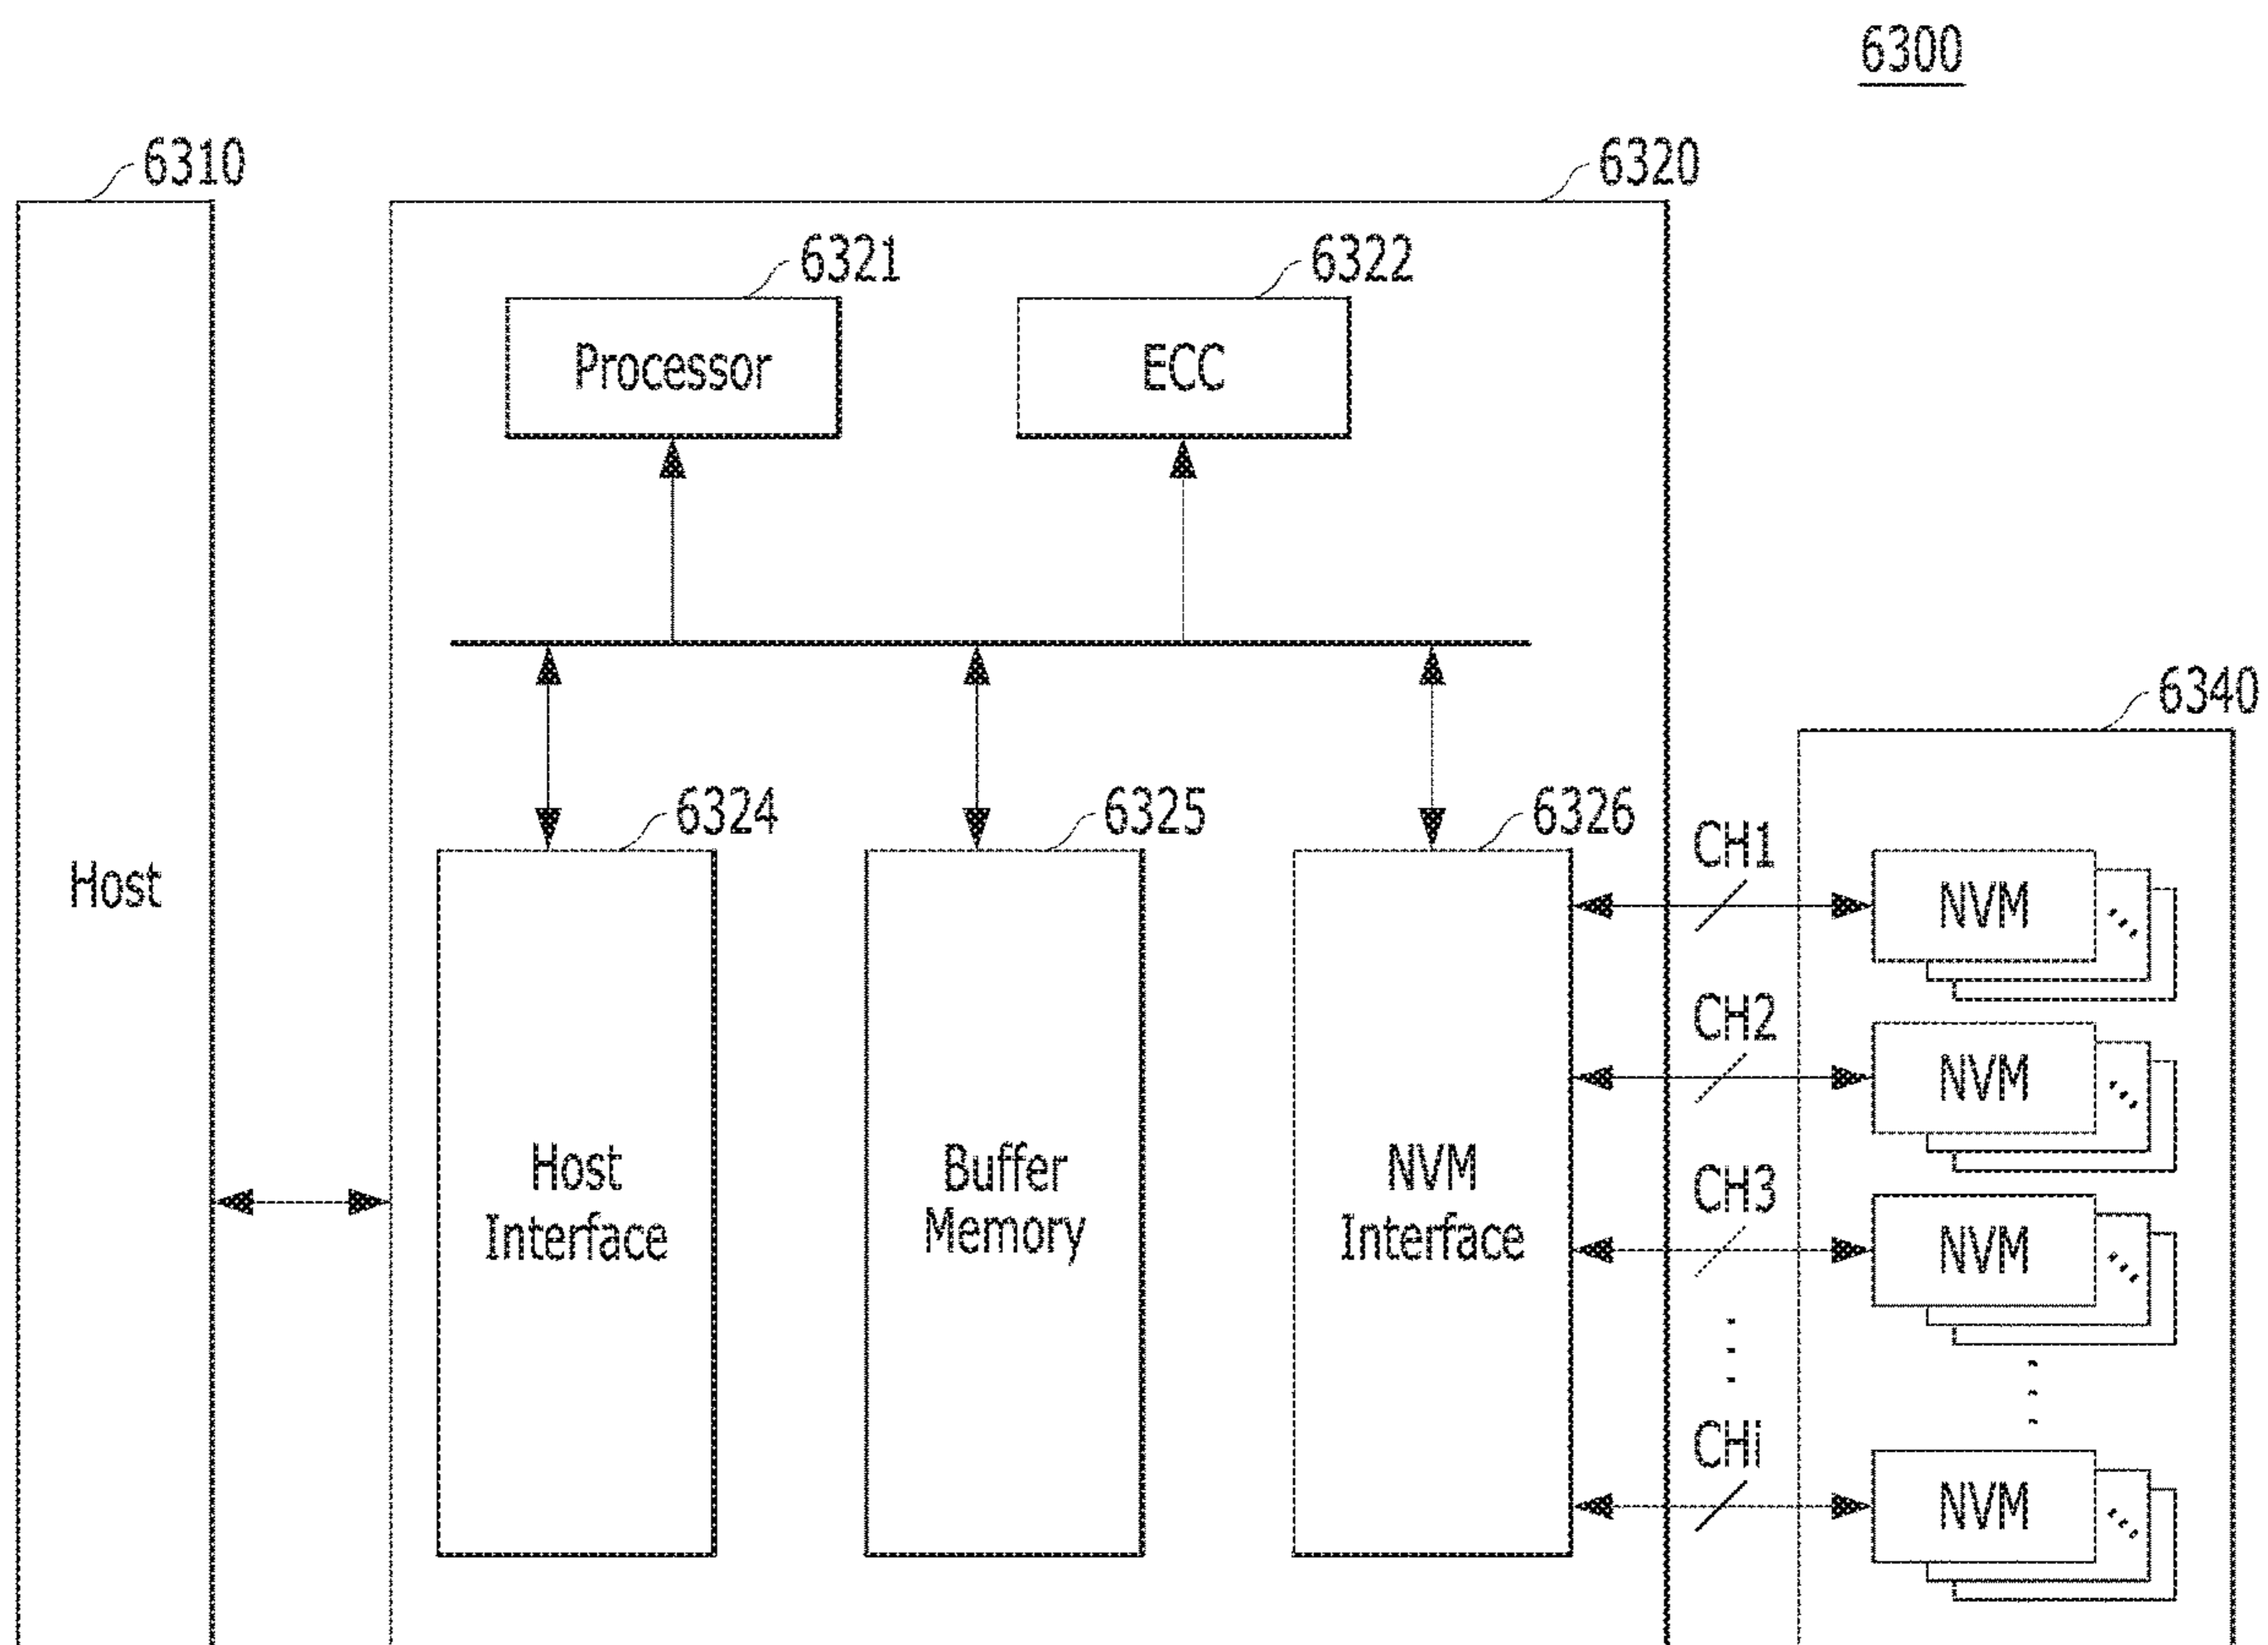 6300
6310
6320
6321
6322
Processor
ECC
6340
6324
6325
6326
CH1
Host
NVM
CH2
NVM
Host
Interface
Buffer
Memory
NVM
Interface
CH3
NVM
CHi
NVM